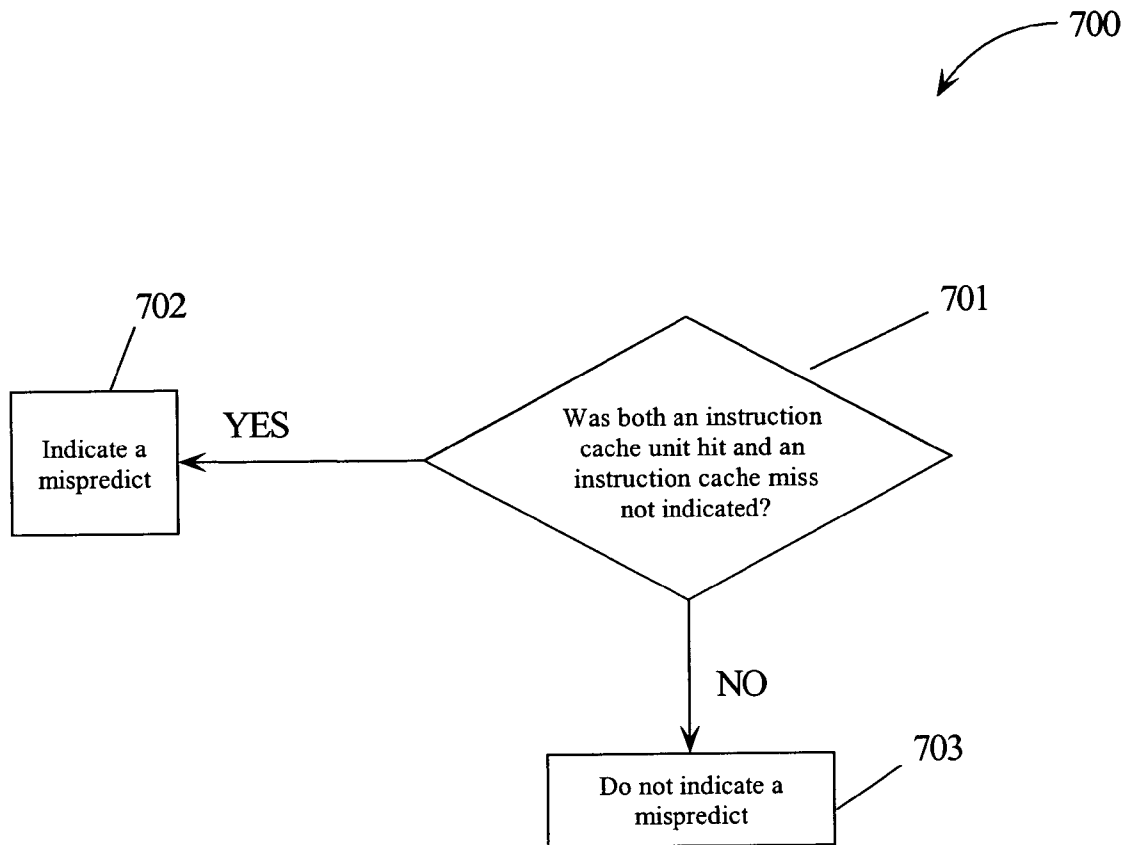 700
702
701
Indicate a
mispredict
YES
Was both an instruction
cache unit hit and an
instruction cache miss
not indicated?
NO
703
Do not indicate a
mispredict